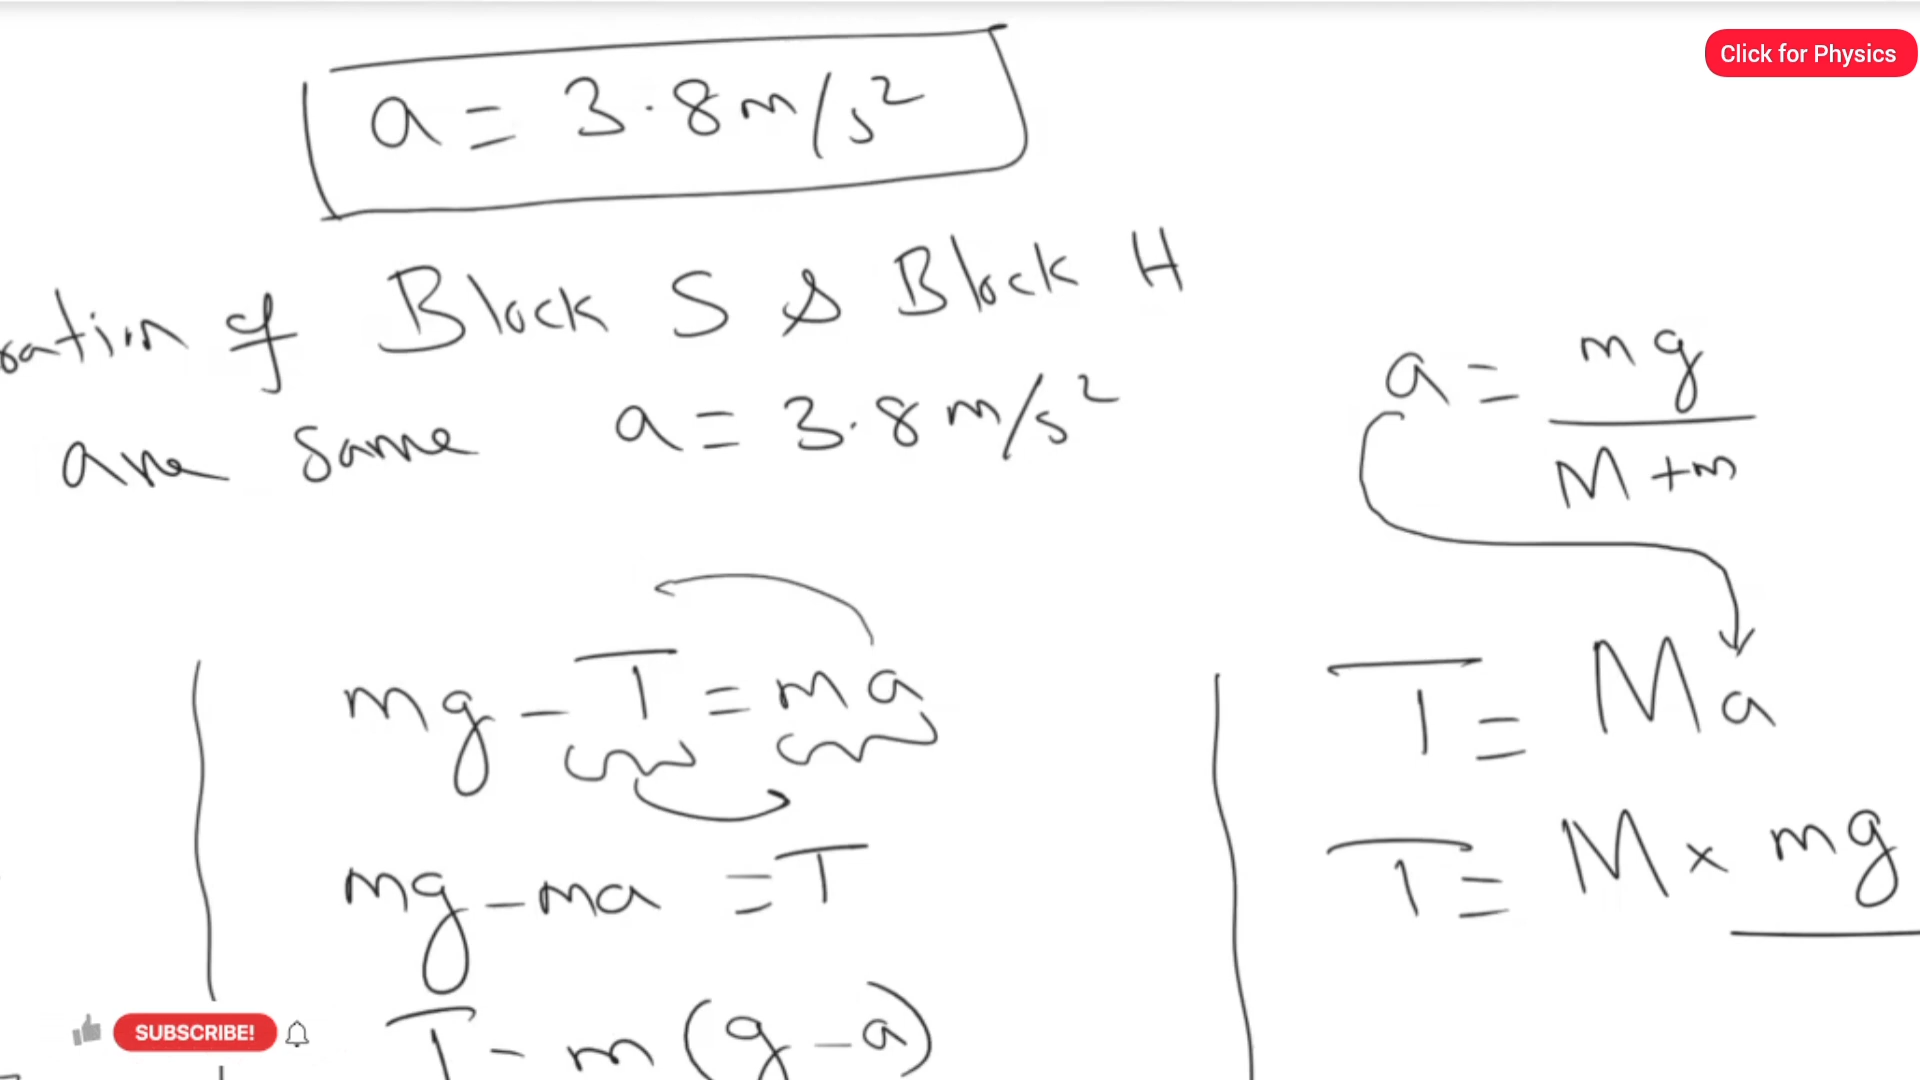 Click for Physics
a = 3.8 m/s²
ration of Block S & Block H
are same a = 3.8 m/s²
a = mg / M + m
mg - T = ma
mg - ma = T
T = m (g - a)
T = Ma
T = M × mg
SUBSCRIBE!